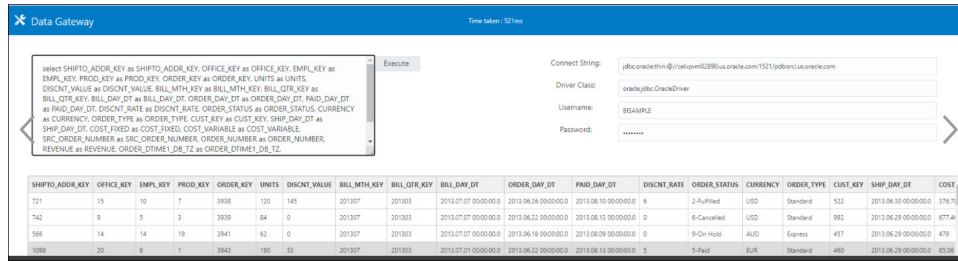 Data Gateway
Time taken : 521ms
select SHIPTO_ADDR_KEY as SHIPTO_ADDR_KEY, OFFICE_KEY as OFFICE_KEY, EMPL_KEY as
EMPL_KEY, PROD_KEY as PROD_KEY, ORDER_KEY as ORDER_KEY, UNITS as UNITS,
DISCNT_VALUE as DISCNT_VALUE, BILL_MTH_KEY as BILL_MTH_KEY, BILL_QTR_KEY as
BILL_QTR_KEY, BILL_DAY_DT as BILL_DAY_DT, ORDER_DAY_DT as ORDER_DAY_DT, PAID_DAY_DT
as PAID_DAY_DT, DISCNT_RATE as DISCNT_RATE, ORDER_STATUS as ORDER_STATUS, CURRENCY
as CURRENCY, ORDER_TYPE as ORDER_TYPE, CUST_KEY as CUST_KEY, SHIP_DAY_DT as
SHIP_DAY_DT, COST_FIXED as COST_FIXED, COST_VARIABLE as COST_VARIABLE,
SRC_ORDER_NUMBER as SRC_ORDER_NUMBER, ORDER_NUMBER as ORDER_NUMBER,
REVENUE as REVENUE, ORDER_DTIME1_DB_TZ as ORDER_DTIME1_DB_TZ,
Execute
Connect String: jdbc:oracle:thin:@//celvpvm02890.us.oracle.com:1521/pdborcl.us.oracle.com
Driver Class: oracle.jdbc.OracleDriver
Username: BISAMPLE
Password: ••••••••
SHIPTO_ADDR_KEY OFFICE_KEY EMPL_KEY PROD_KEY ORDER_KEY UNITS DISCNT_VALUE BILL_MTH_KEY BILL_QTR_KEY BILL_DAY_DT ORDER_DAY_DT PAID_DAY_DT DISCNT_RATE ORDER_STATUS CURRENCY ORDER_TYPE CUST_KEY SHIP_DAY_DT COST
721 15 10 7 3938 120 145 201307 201303 2013.07.07 00:00:00.0 2013.06.26 00:00:00.0 2013.08.10 00:00:00.0 6 2-Fulfilled USD Standard 522 2013.06.30 00:00:00.0 376.78
742 9 5 3 3939 84 0 201307 201303 2013.07.07 00:00:00.0 2013.06.22 00:00:00.0 2013.08.10 00:00:00.0 0 6-Cancelled USD Standard 992 2013.06.29 00:00:00.0 677.46
566 14 14 19 3941 62 0 201307 201303 2013.07.07 00:00:00.0 2013.06.18 00:00:00.0 2013.08.09 00:00:00.0 0 9-On Hold AUD Express 457 2013.06.29 00:00:00.0 479
1098 20 8 1 3943 190 53 201307 201303 2013.07.01 00:00:00.0 2013.06.22 00:00:00.0 2013.08.13 00:00:00.0 5 5-Paid EUR Standard 460 2013.06.29 00:00:00.0 85.06